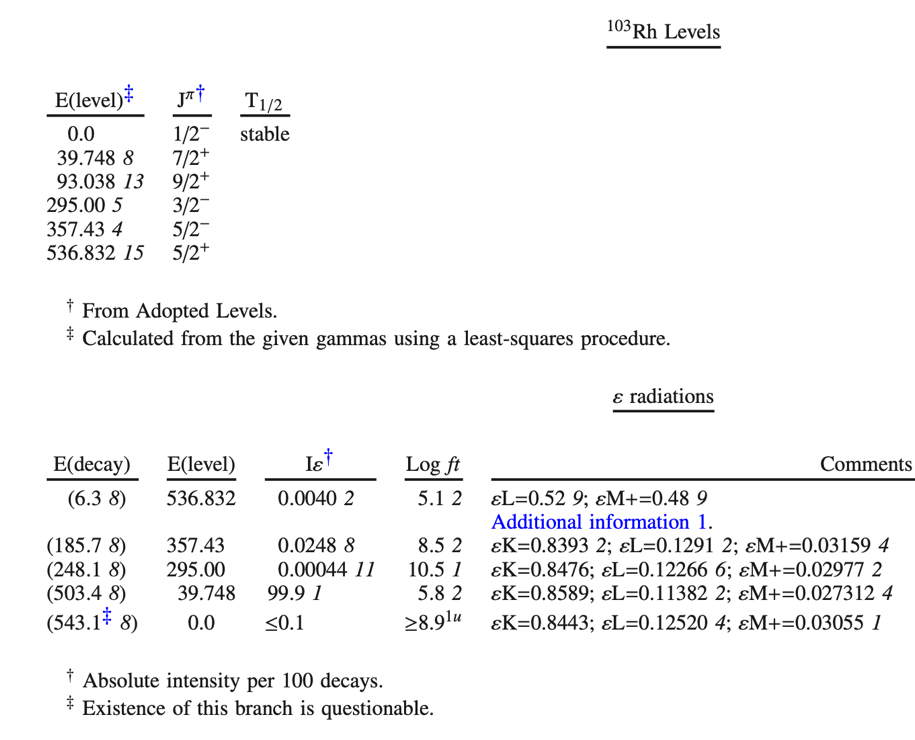 ¹⁰³Rh Levels
E(level)‡ Jπ† T1/2
0.0 1/2⁻ stable
39.748 8 7/2⁺
93.038 13 9/2⁺
295.00 5 3/2⁻
357.43 4 5/2⁻
536.832 15 5/2⁺
† From Adopted Levels.
‡ Calculated from the given gammas using a least-squares procedure.
ε radiations
E(decay) E(level) Iε† Log ft Comments
(6.3 8) 536.832 0.0040 2 5.1 2 εL=0.52 9; εM+=0.48 9
Additional information 1.
(185.7 8) 357.43 0.0248 8 8.5 2 εK=0.8393 2; εL=0.1291 2; εM+=0.03159 4
(248.1 8) 295.00 0.00044 11 10.5 1 εK=0.8476; εL=0.12266 6; εM+=0.02977 2
(503.4 8) 39.748 99.9 1 5.8 2 εK=0.8589; εL=0.11382 2; εM+=0.027312 4
(543.1‡ 8) 0.0 ≤0.1 ≥8.9¹ᵘ εK=0.8443; εL=0.12520 4; εM+=0.03055 1
† Absolute intensity per 100 decays.
‡ Existence of this branch is questionable.